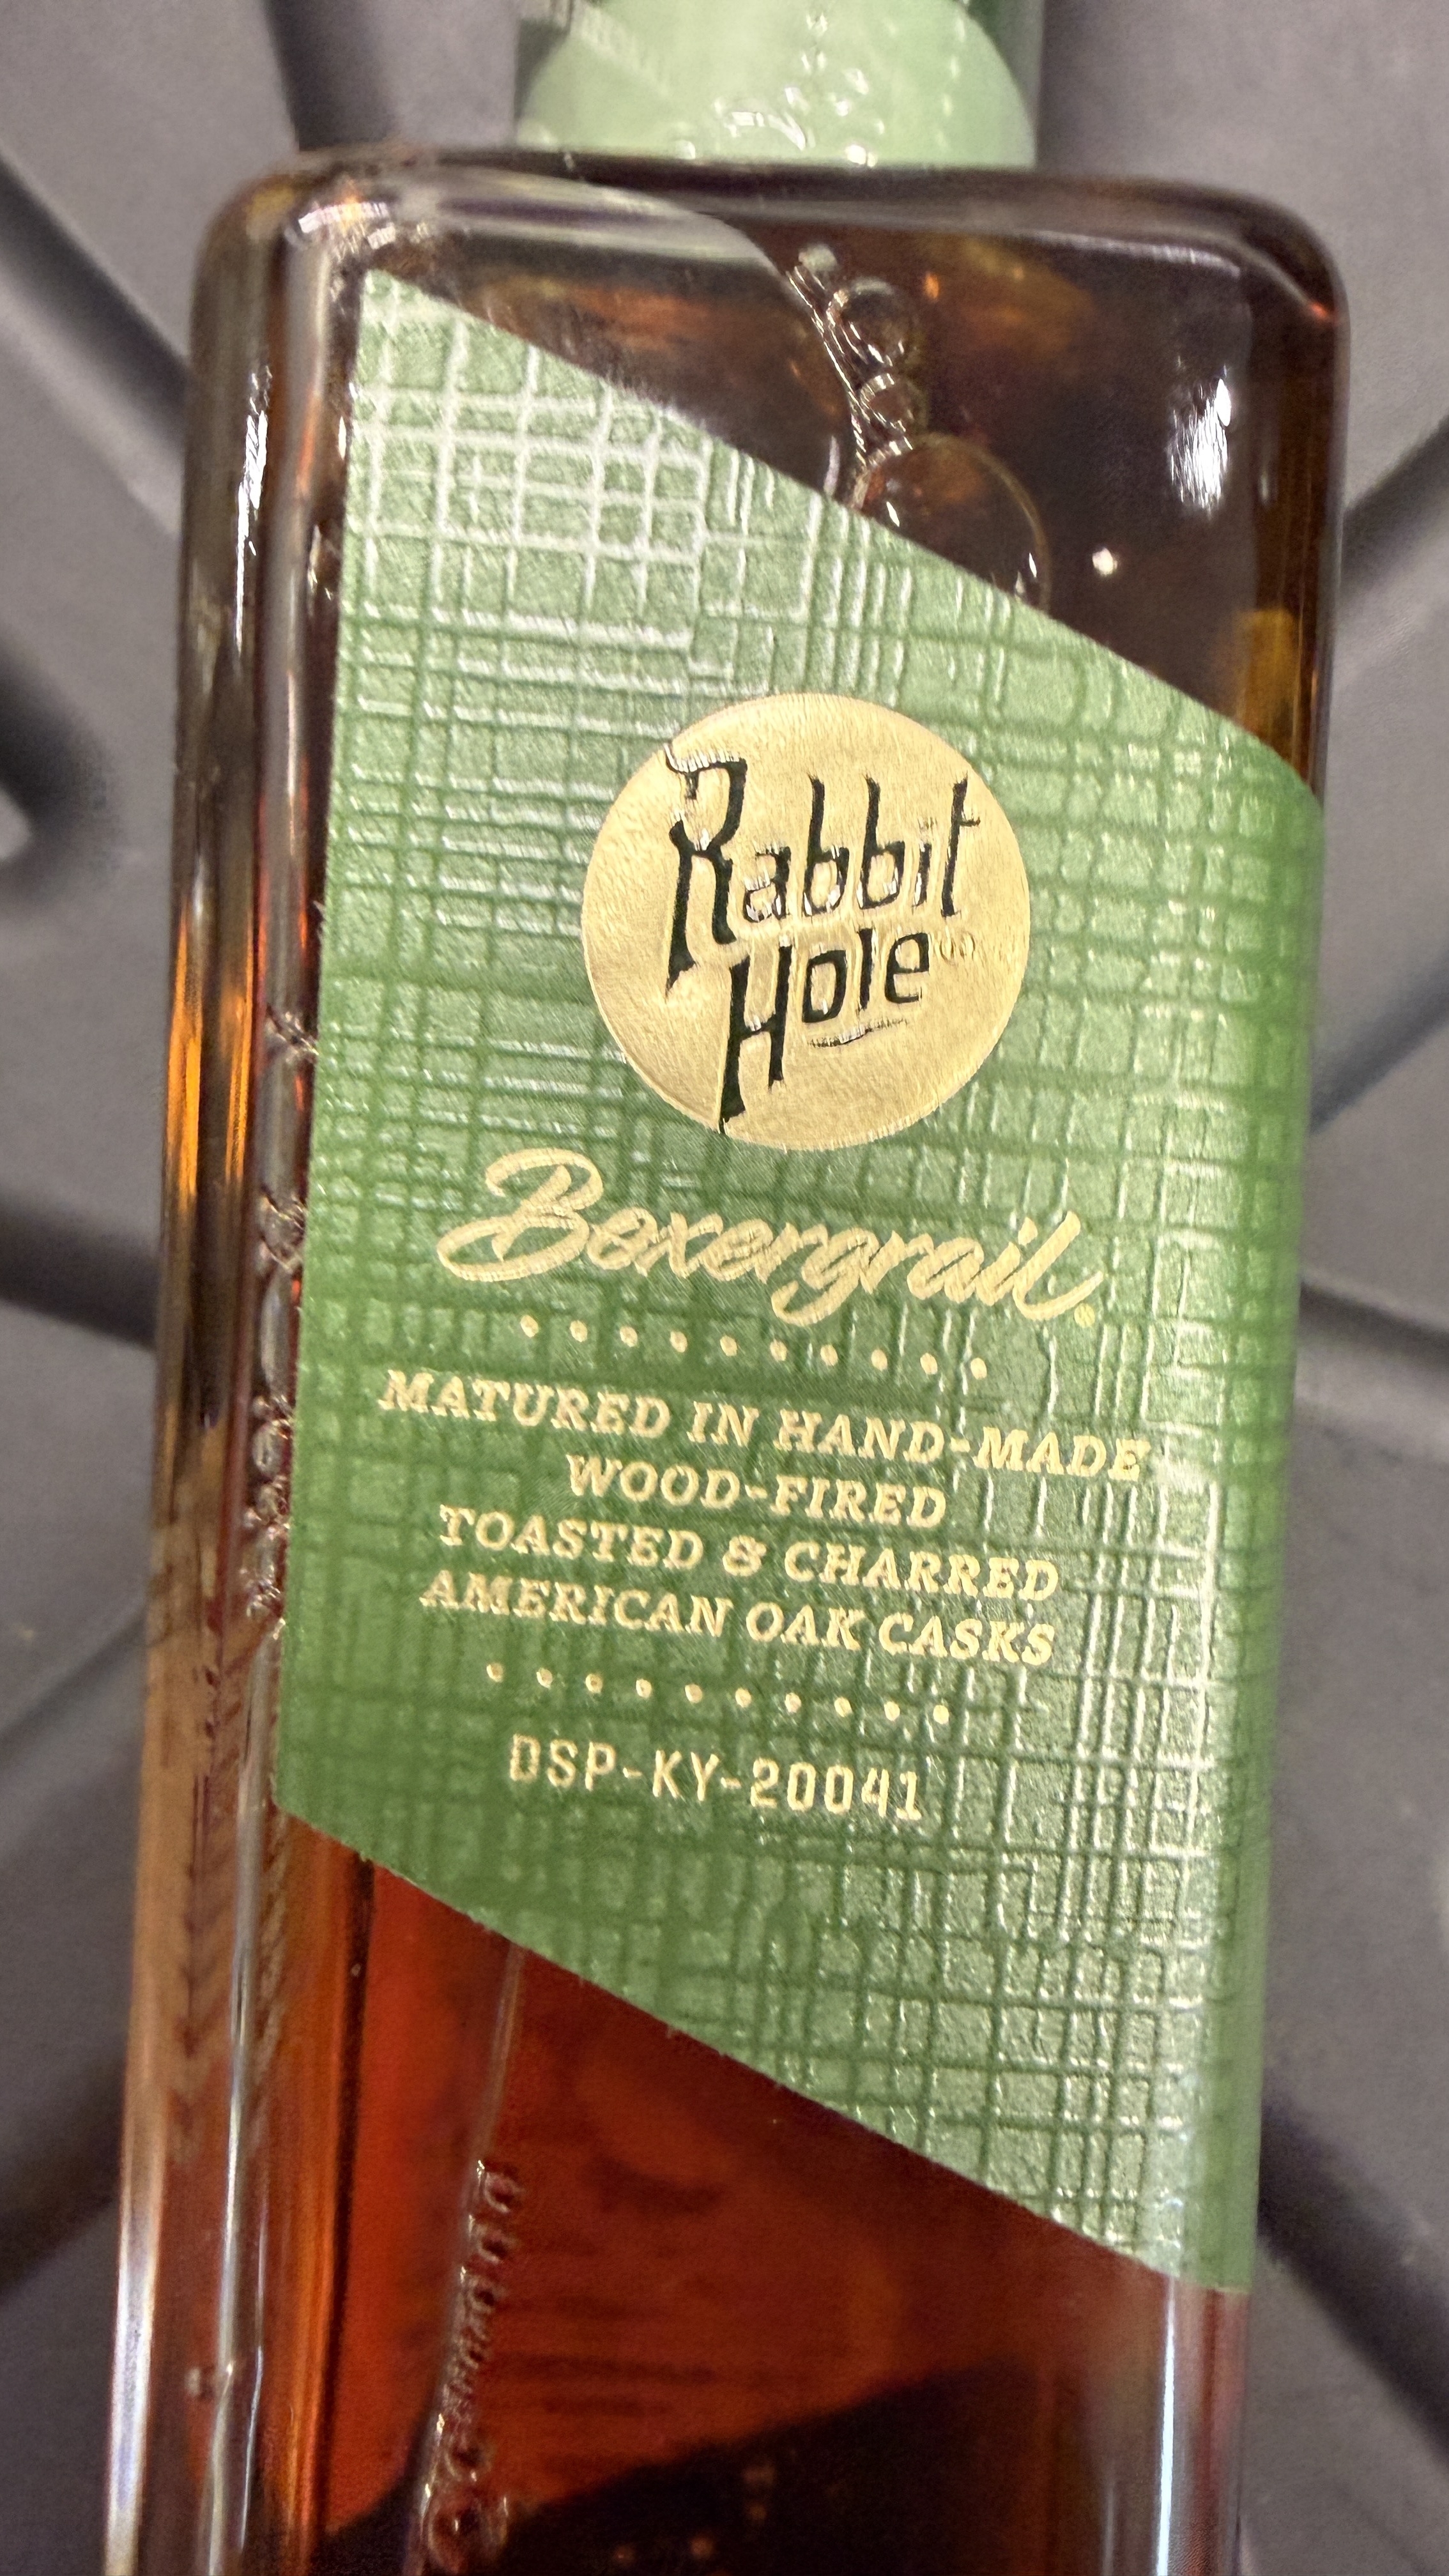 Rabbit
Hole
Boxergrail®
MATURED IN HAND-MADE
WOOD-FIRED
TOASTED & CHARRED
AMERICAN OAK CASKS
DSP-KY-20041